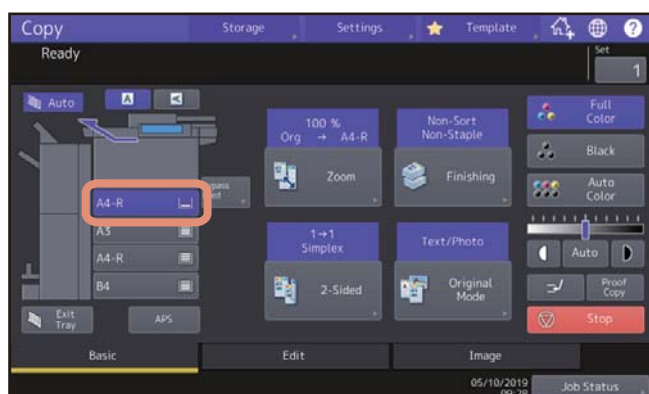 Copy
Storage
Settings
Template
?
Ready
Set
1
Auto
A
A
100 %
Org → A4-R
Non-Sort
Non-Staple
Full
Color
Zoom
Finishing
Black
A4-R
A3
A4-R
B4
Auto
Color
1→1
Simplex
Text/Photo
2-Sided
Original
Mode
Auto
Proof
Copy
Exit
Tray
APS
Stop
Basic
Edit
Image
05/10/2019
Job Status